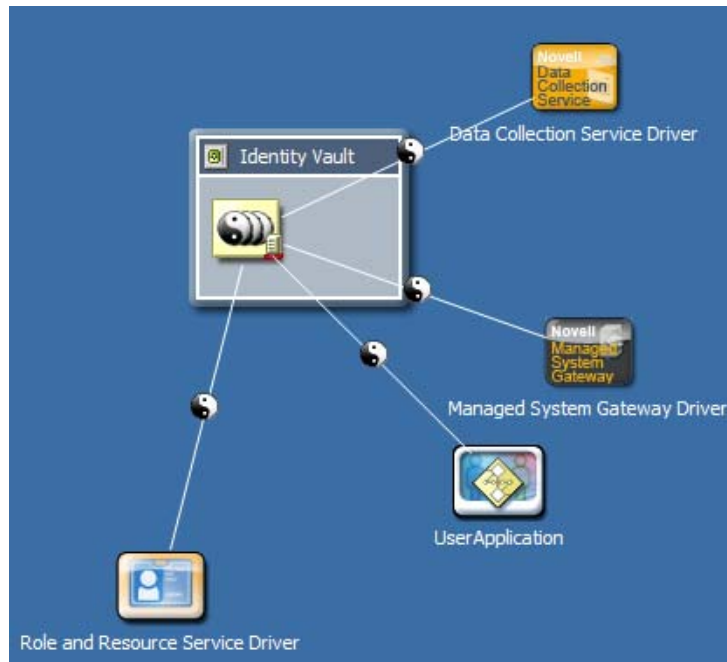 Novell
Data
Collection
Service
Data Collection Service Driver
Identity Vault
Novell
Managed
System
Gateway
Managed System Gateway Driver
UserApplication
Role and Resource Service Driver